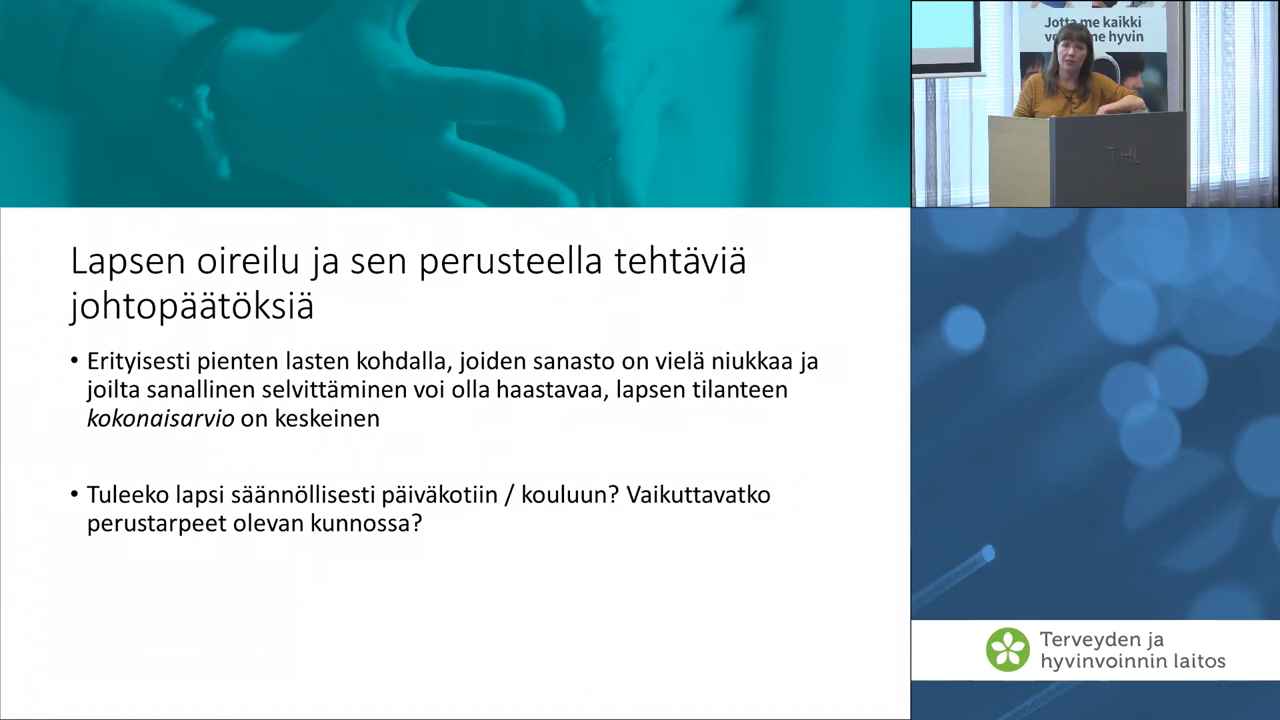 Lapsen oireilu ja sen perusteella tehtäviä
johtopäätöksiä
• Erityisesti pienten lasten kohdalla, joiden sanasto on vielä niukkaa ja
joilta sanallinen selvittäminen voi olla haastavaa, lapsen tilanteen
kokonaisarvio on keskeinen
• Tuleeko lapsi säännöllisesti päiväkotiin / kouluun? Vaikuttavatko
perustarpeet olevan kunnossa?
Jotta me kaikki
hyvin
THL
Terveyden ja
hyvinvoinnin laitos